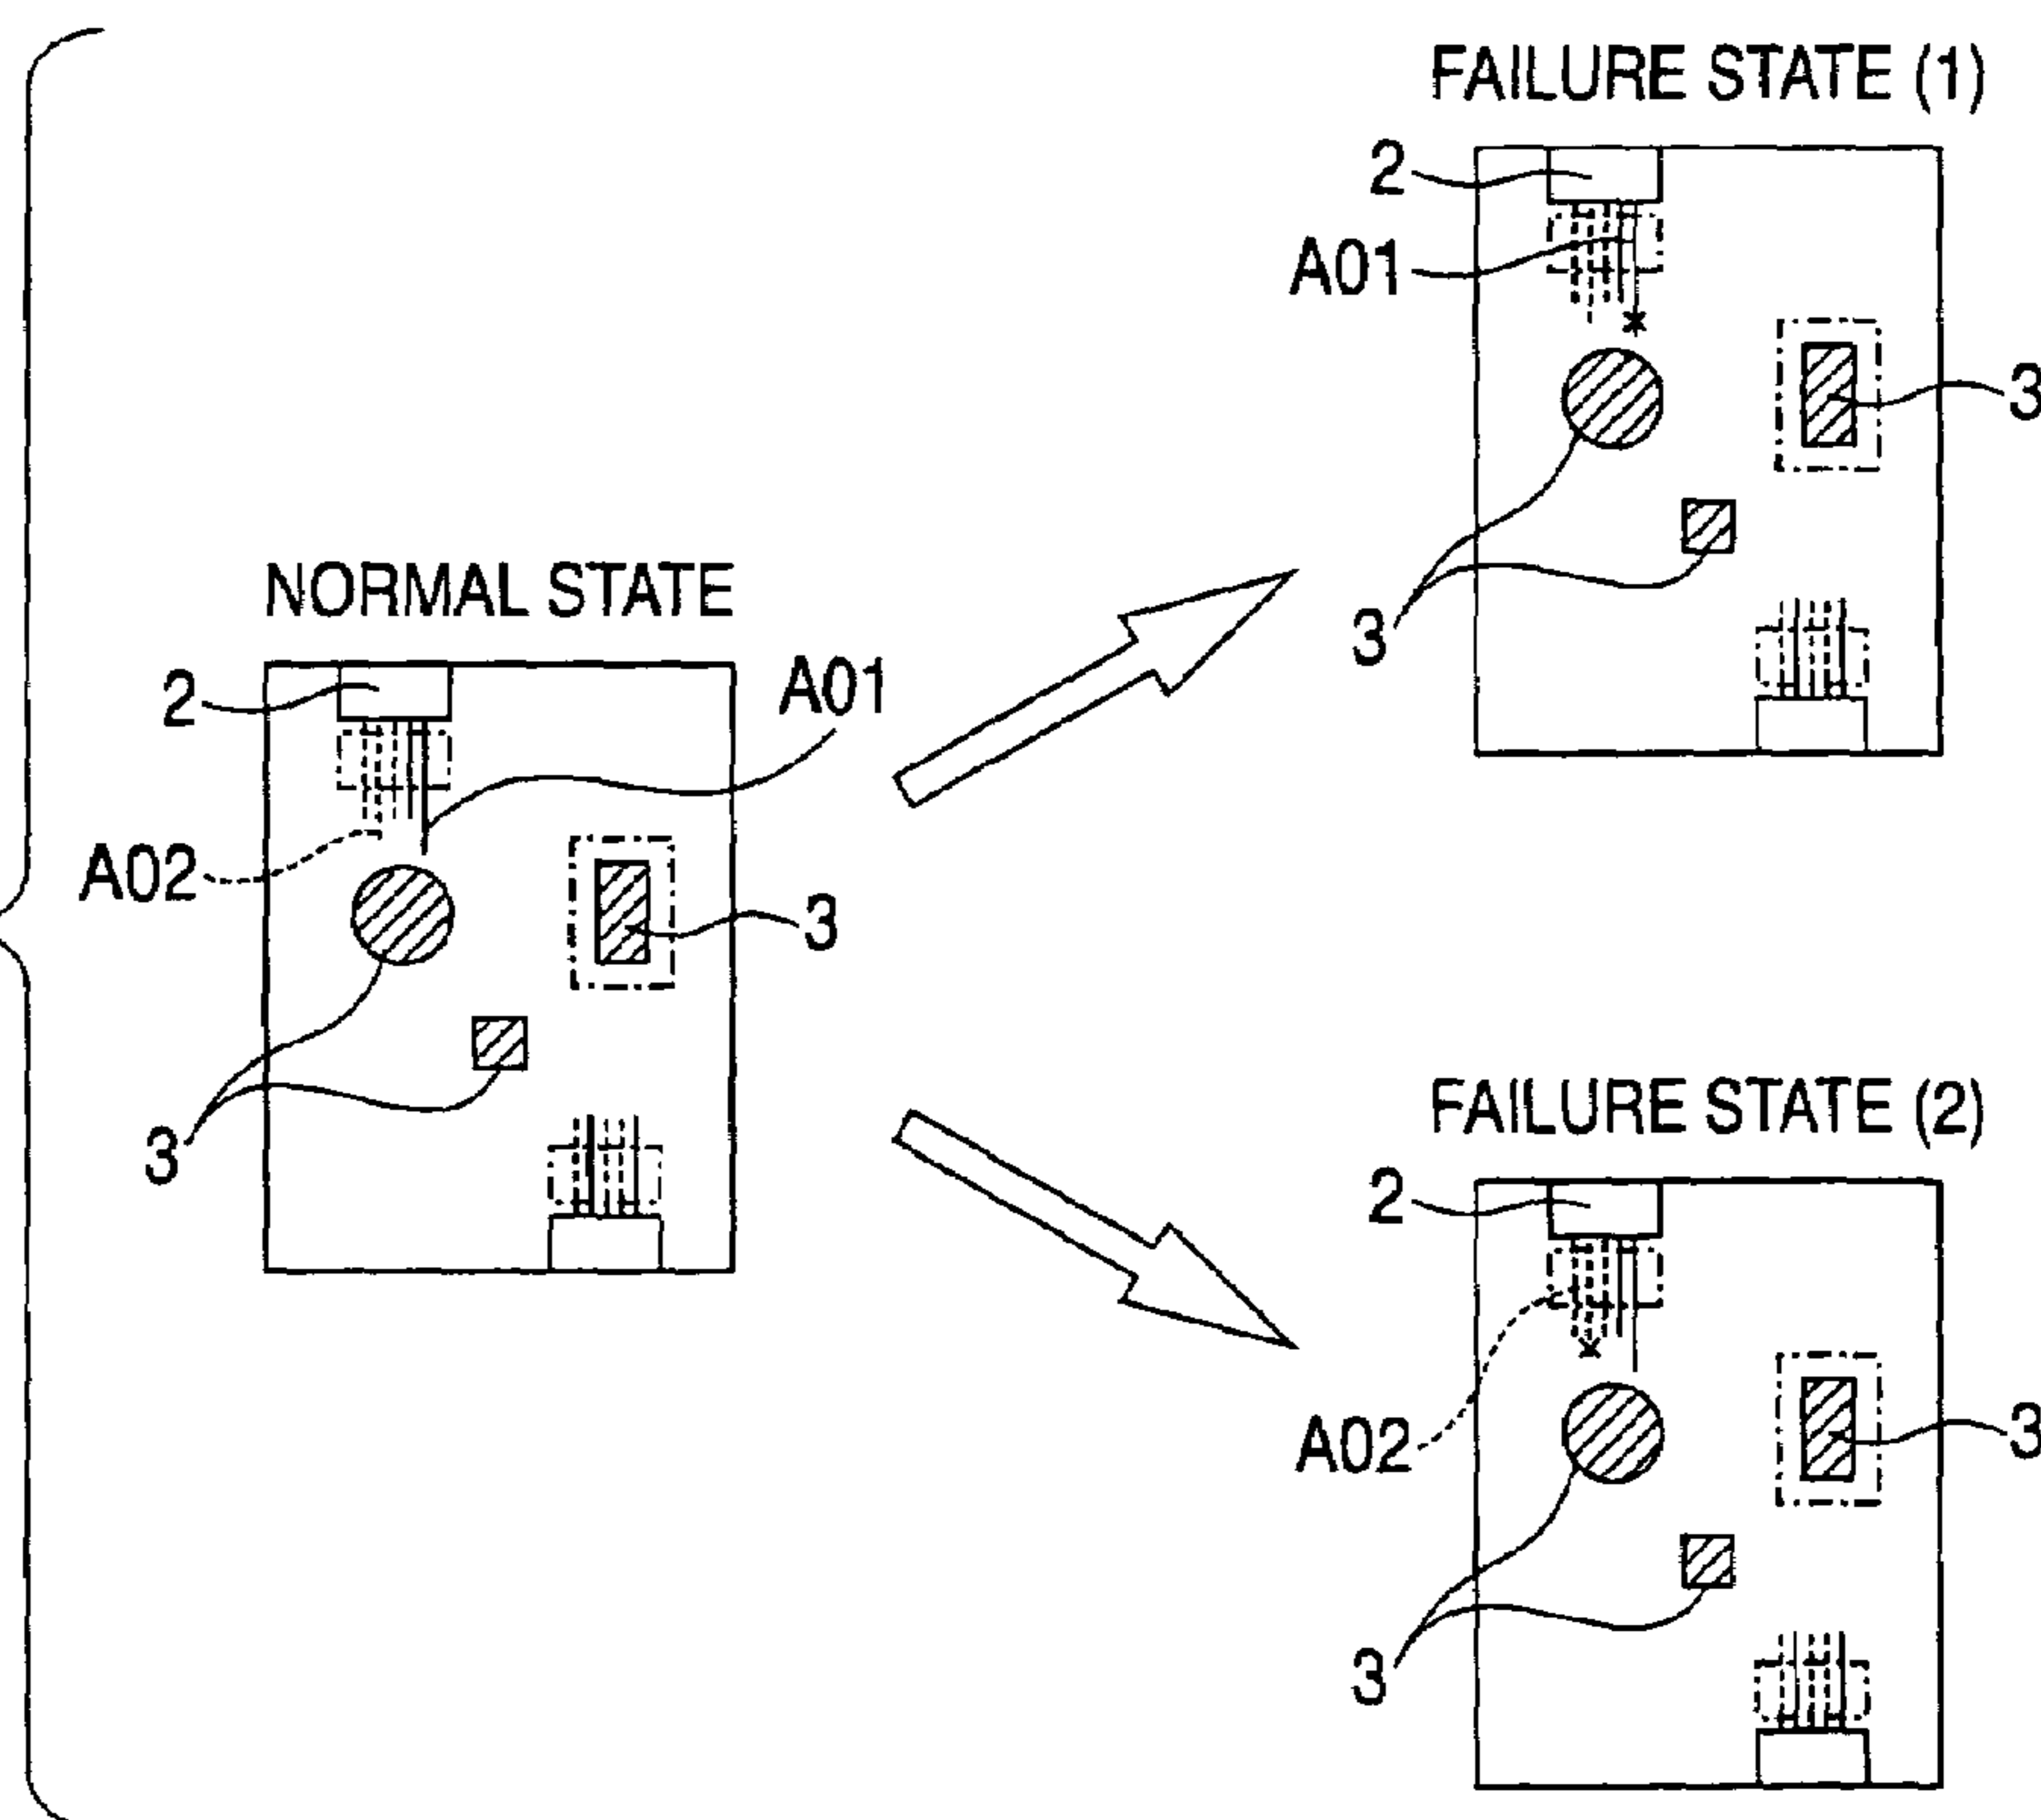 NORMAL STATE
2
A01
A02
3
3
FAILURE STATE (1)
2
A01
3
3
FAILURE STATE (2)
2
A02
3
3